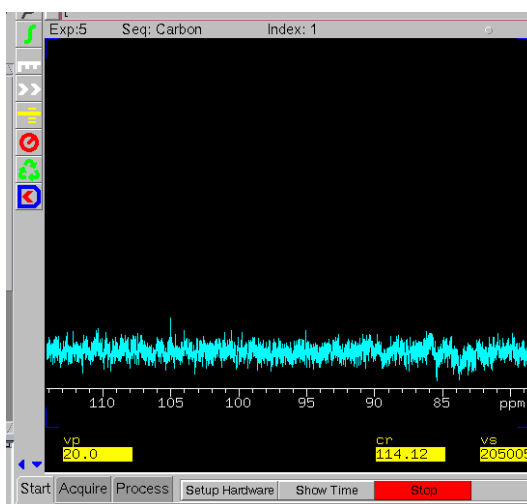 Exp:5 Seq: Carbon Index: 1
110 105 100 95 90 85 ppm
vp cr vs
20.0 114.12 205005
Start Acquire Process Setup Hardware Show Time Stop